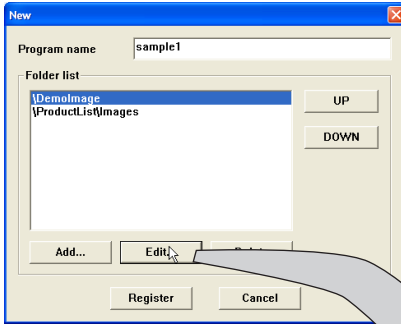 New
Program name sample1
Folder list
\DemoImage
\ProductList\Images
UP
DOWN
Add... Edit...
Register Cancel